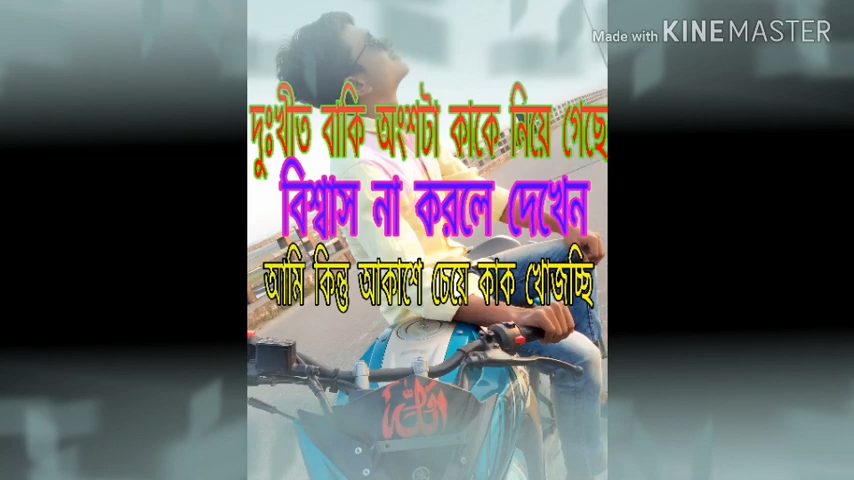 Made with KINEMASTER
দুঃখীত বাকি অংশটা কাকে নিয়ে গেছে
বিশ্বাস না করলে দেখেন
আমি কিন্তু আকাশে চেয়ে কাক খোজচ্ছি